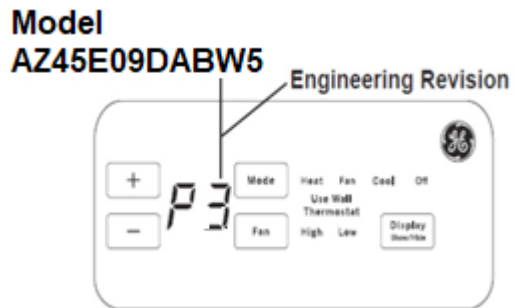 Model
AZ45E09DABW5
Engineering Revision
+ P3 Mode Heat Fan Cool Off
Use Wall
Thermostat
− Fan High Low Display
Show/Hide
GE